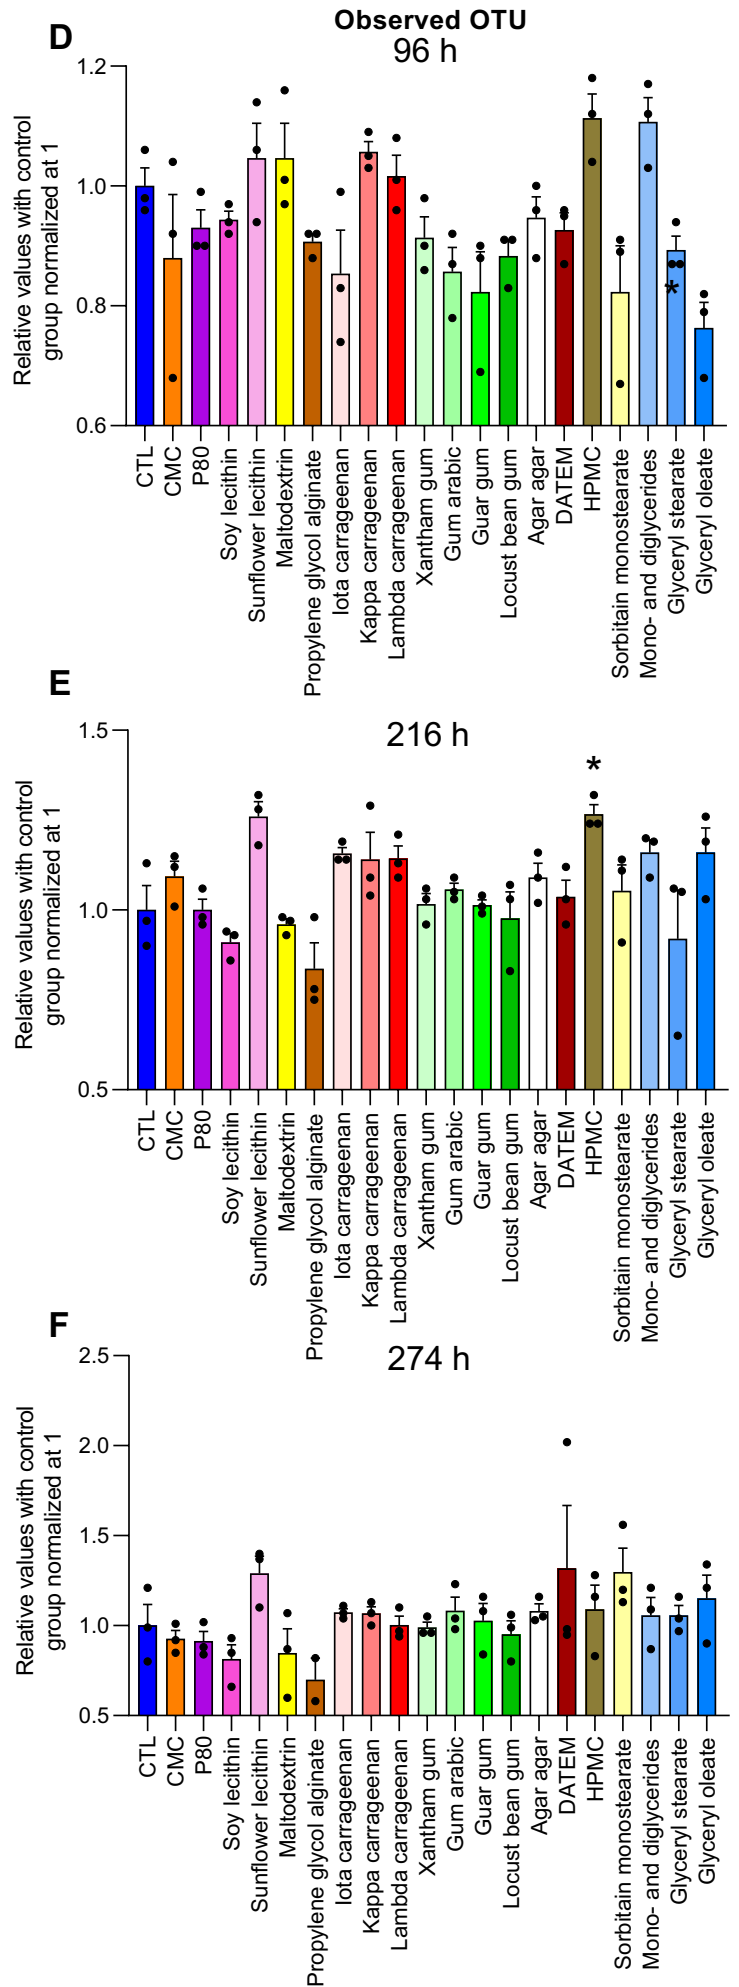 D
Observed OTU
96 h
Relative values with control
group normalized at 1
1.2
1.0
0.8
0.6
*
CTL
CMC
P80
Soy lecithin
Sunflower lecithin
Maltodextrin
Propylene glycol alginate
Iota carrageenan
Kappa carrageenan
Lambda carrageenan
Xantham gum
Gum arabic
Guar gum
Locust bean gum
Agar agar
DATEM
HPMC
Sorbitain monostearate
Mono- and diglycerides
Glyceryl stearate
Glyceryl oleate
E
216 h
Relative values with control
group normalized at 1
1.5
1.0
0.5
*
CTL
CMC
P80
Soy lecithin
Sunflower lecithin
Maltodextrin
Propylene glycol alginate
Iota carrageenan
Kappa carrageenan
Lambda carrageenan
Xantham gum
Gum arabic
Guar gum
Locust bean gum
Agar agar
DATEM
HPMC
Sorbitain monostearate
Mono- and diglycerides
Glyceryl stearate
Glyceryl oleate
F
274 h
Relative values with control
group normalized at 1
2.5
2.0
1.5
1.0
0.5
CTL
CMC
P80
Soy lecithin
Sunflower lecithin
Maltodextrin
Propylene glycol alginate
Iota carrageenan
Kappa carrageenan
Lambda carrageenan
Xantham gum
Gum arabic
Guar gum
Locust bean gum
Agar agar
DATEM
HPMC
Sorbitain monostearate
Mono- and diglycerides
Glyceryl stearate
Glyceryl oleate